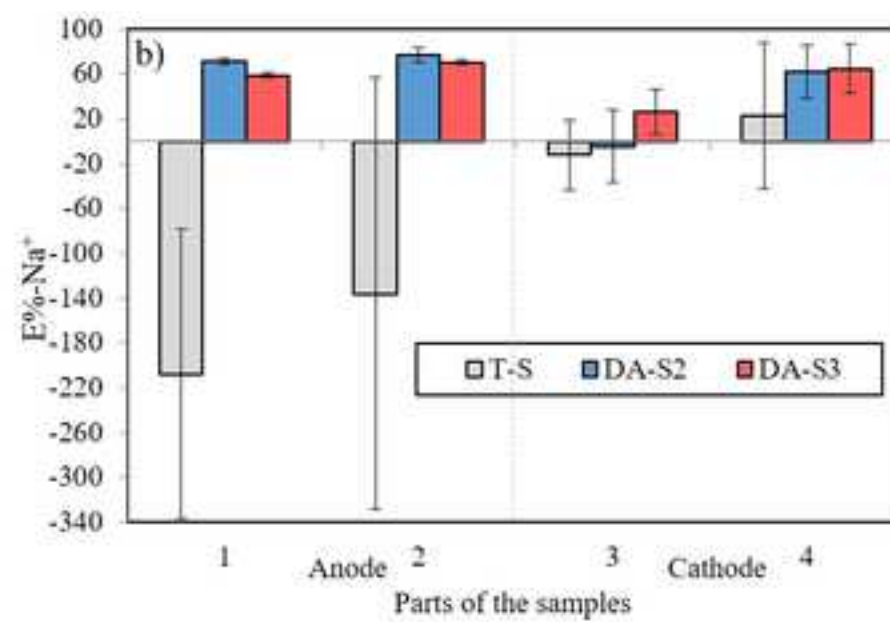 b)
100
60
20
-20
-60
-100
-140
-180
-220
-260
-300
-340
E%-Na⁺
T-S DA-S2 DA-S3
1 2 3 4
Anode Cathode
Parts of the samples